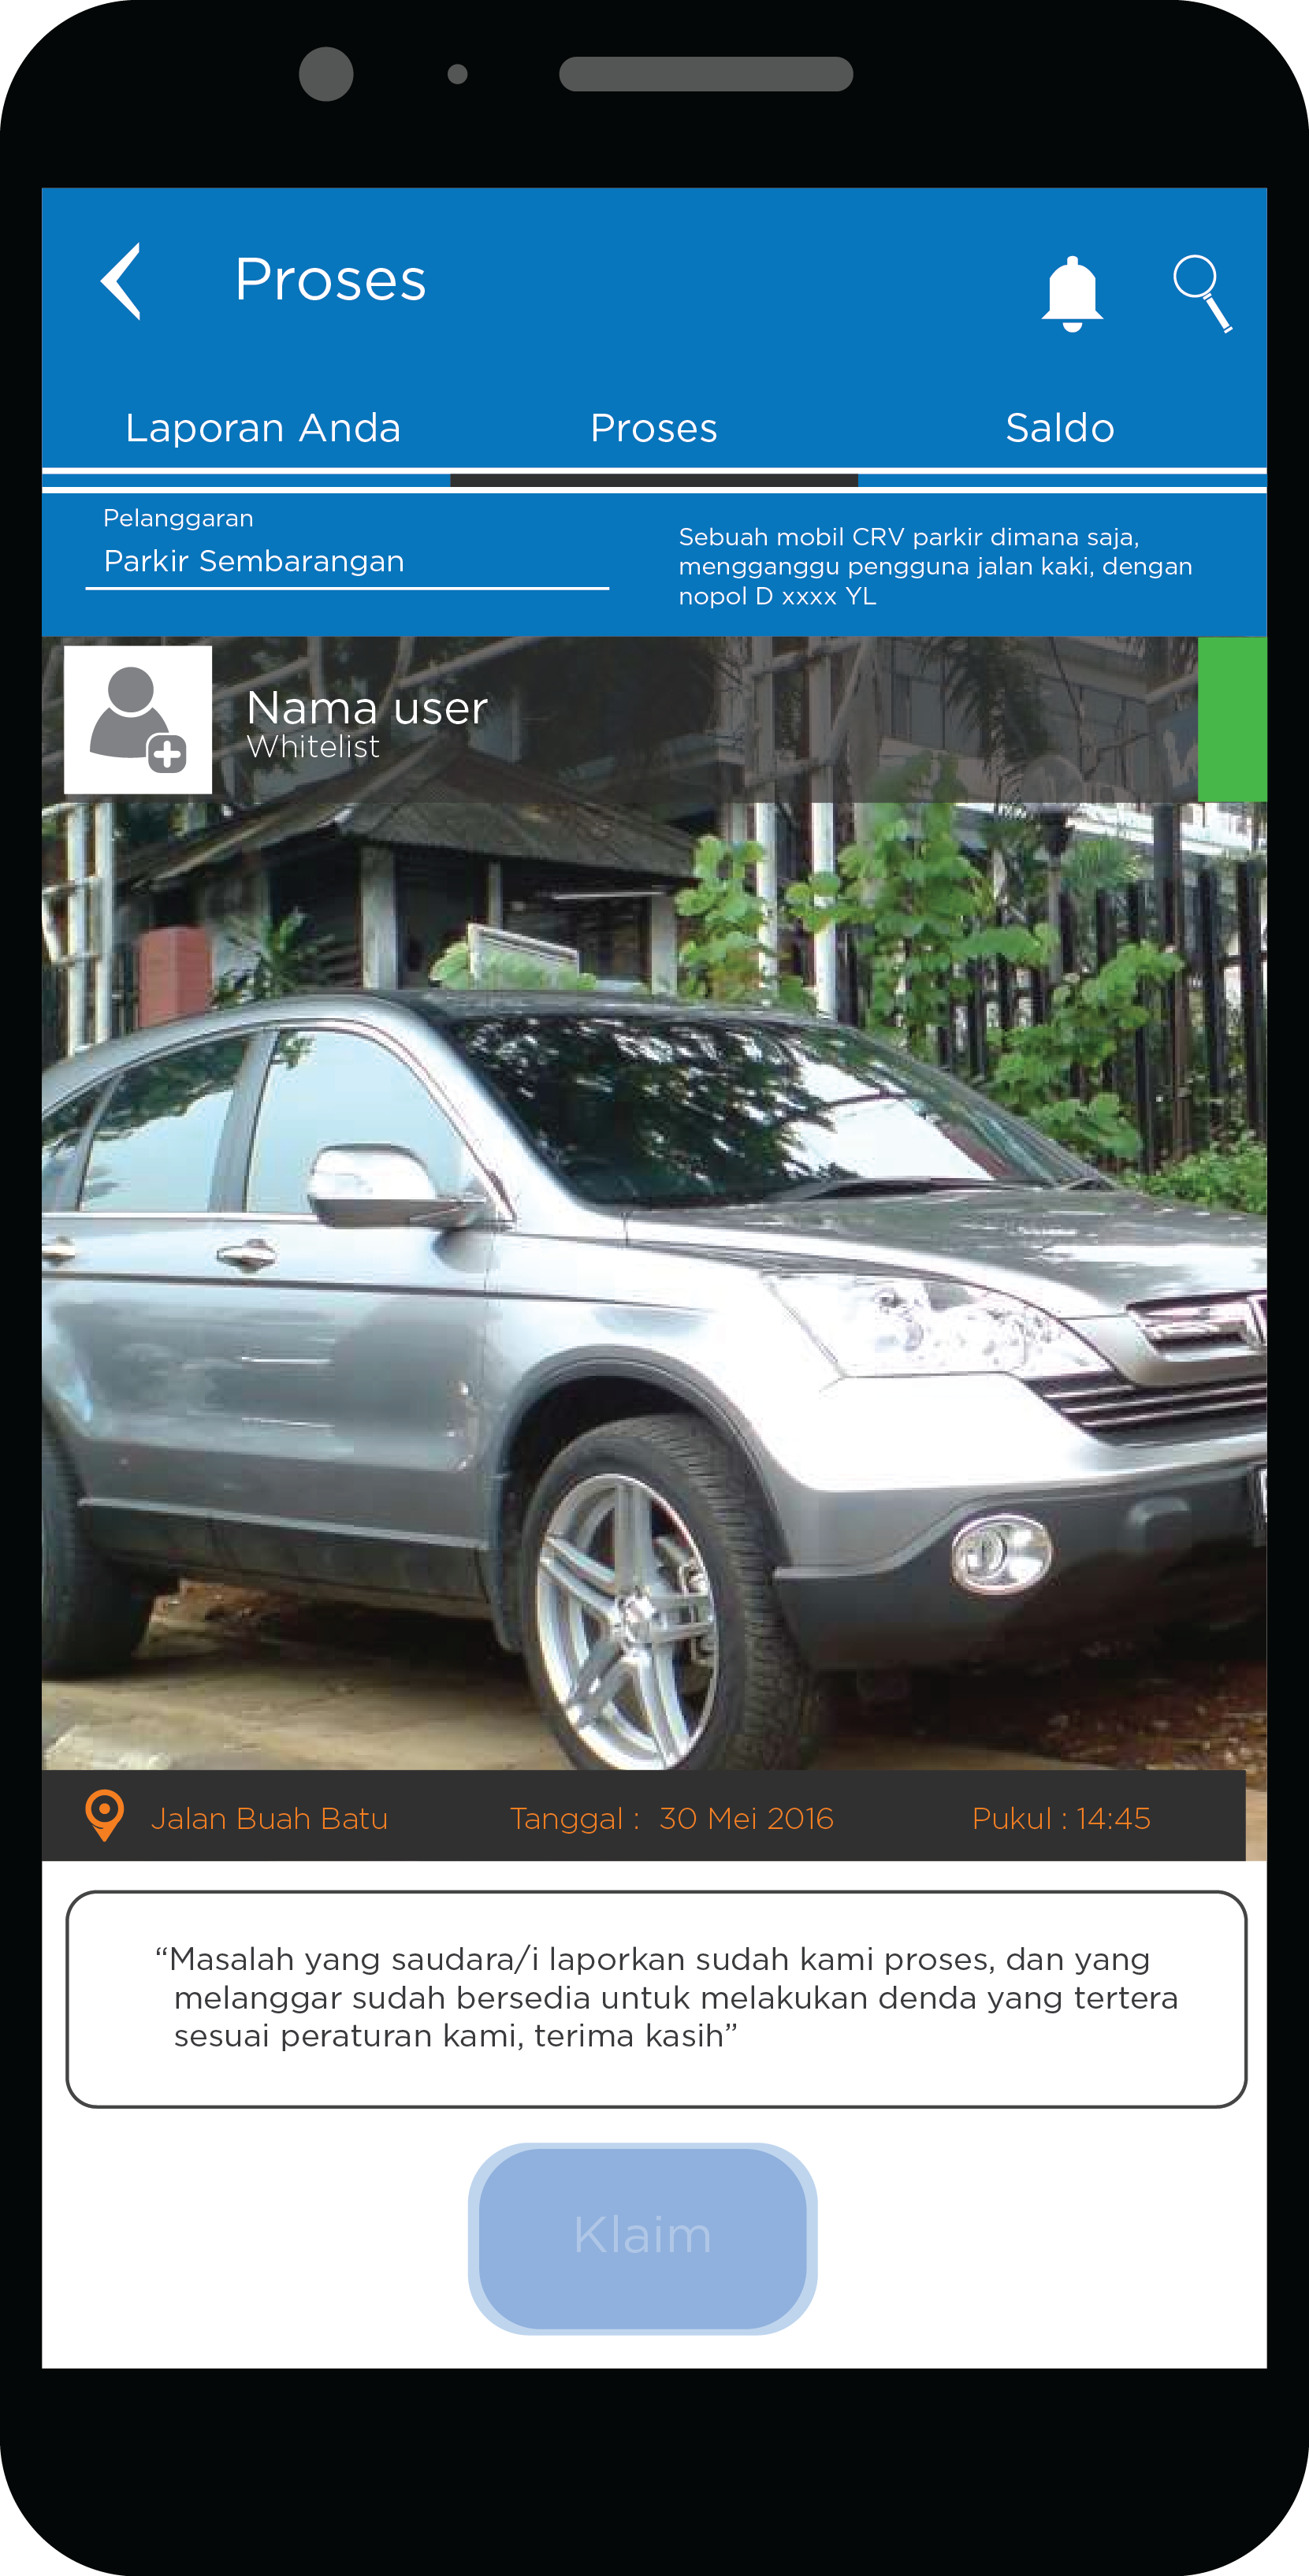 Proses
Laporan Anda
Proses
Saldo
Pelanggaran
Parkir Sembarangan
Sebuah mobil CRV parkir dimana saja,
mengganggu pengguna jalan kaki, dengan
nopol D xxxx YL
Nama user
Whitelist
Jalan Buah Batu
Tanggal : 30 Mei 2016
Pukul : 14:45
“Masalah yang saudara/i laporkan sudah kami proses, dan yang
melanggar sudah bersedia untuk melakukan denda yang tertera
sesuai peraturan kami, terima kasih”
Klaim